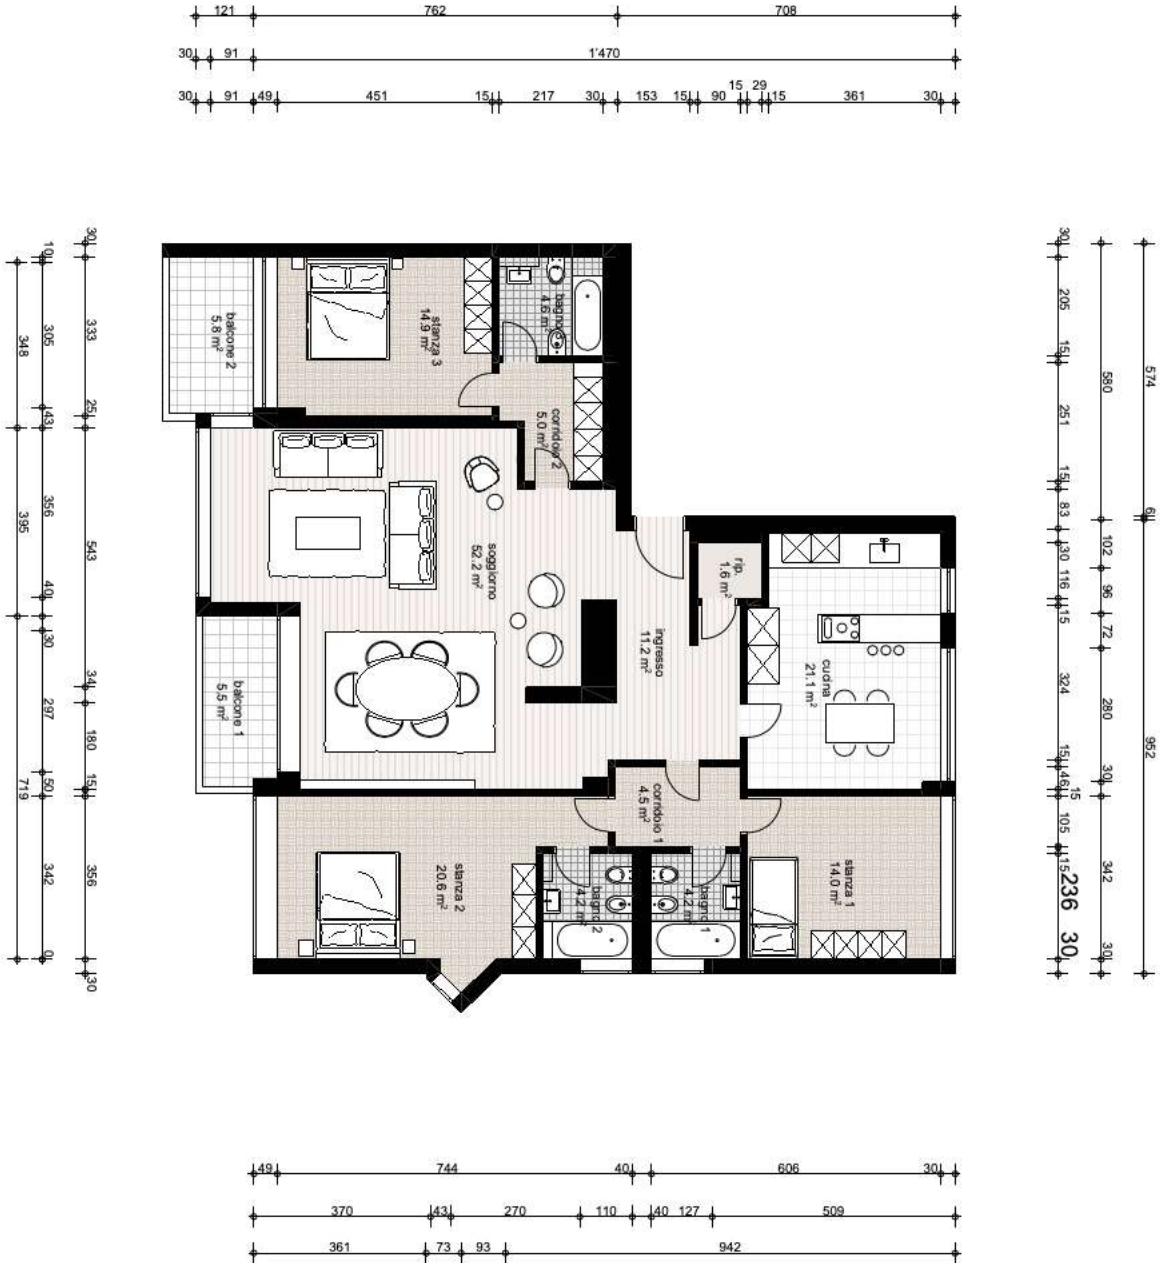 121 762 708
30 91 1'470
30 91 49 451 15 217 30 153 15 90 15 29 15 361 30
348 395 719
10 305 43 356 40 30 297 50 342 0
30 333 25 543 34 180 15 356 30
balcone 2
5.8 m²
stanza 3
14.9 m²
bagno
4.6 m²
corridoio 2
5.0 m²
soggiorno
52.2 m²
rip.
1.6 m²
ingresso
11.2 m²
cucina
21.1 m²
balcone 1
5.5 m²
corridoio 1
4.5 m²
stanza 2
20.6 m²
bagno 2
4.2 m²
bagno 1
4.2 m²
stanza 1
14.0 m²
30 205 15 251 15 83 30 116 15 324 15 46 15 105 15 236 30
580 102 96 72 280 30 342 30
574 6 952
49 744 40 606 30
370 43 270 110 40 127 509
361 73 93 942